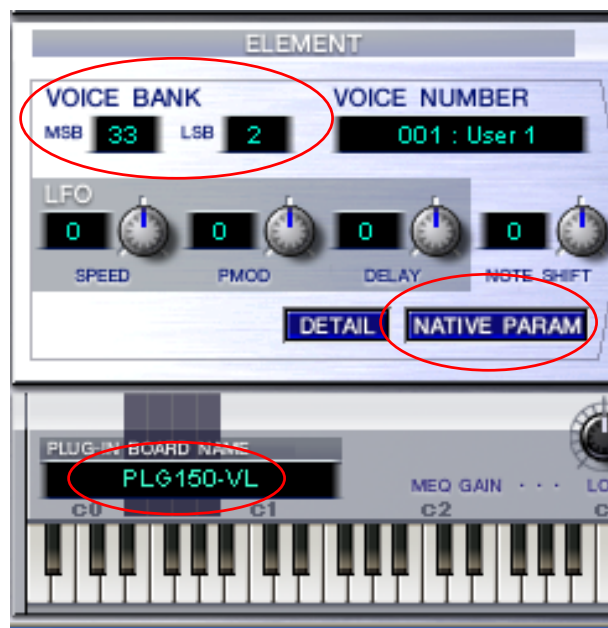 ELEMENT
VOICE BANK VOICE NUMBER
MSB 33 LSB 2 001 : User 1
LFO
0 0 0 0
SPEED PMOD DELAY NOTE SHIFT
DETAIL NATIVE PARAM
PLUG-IN BOARD NAME
PLG150-VL
MEQ GAIN · · · LO
C0 C1 C2 C